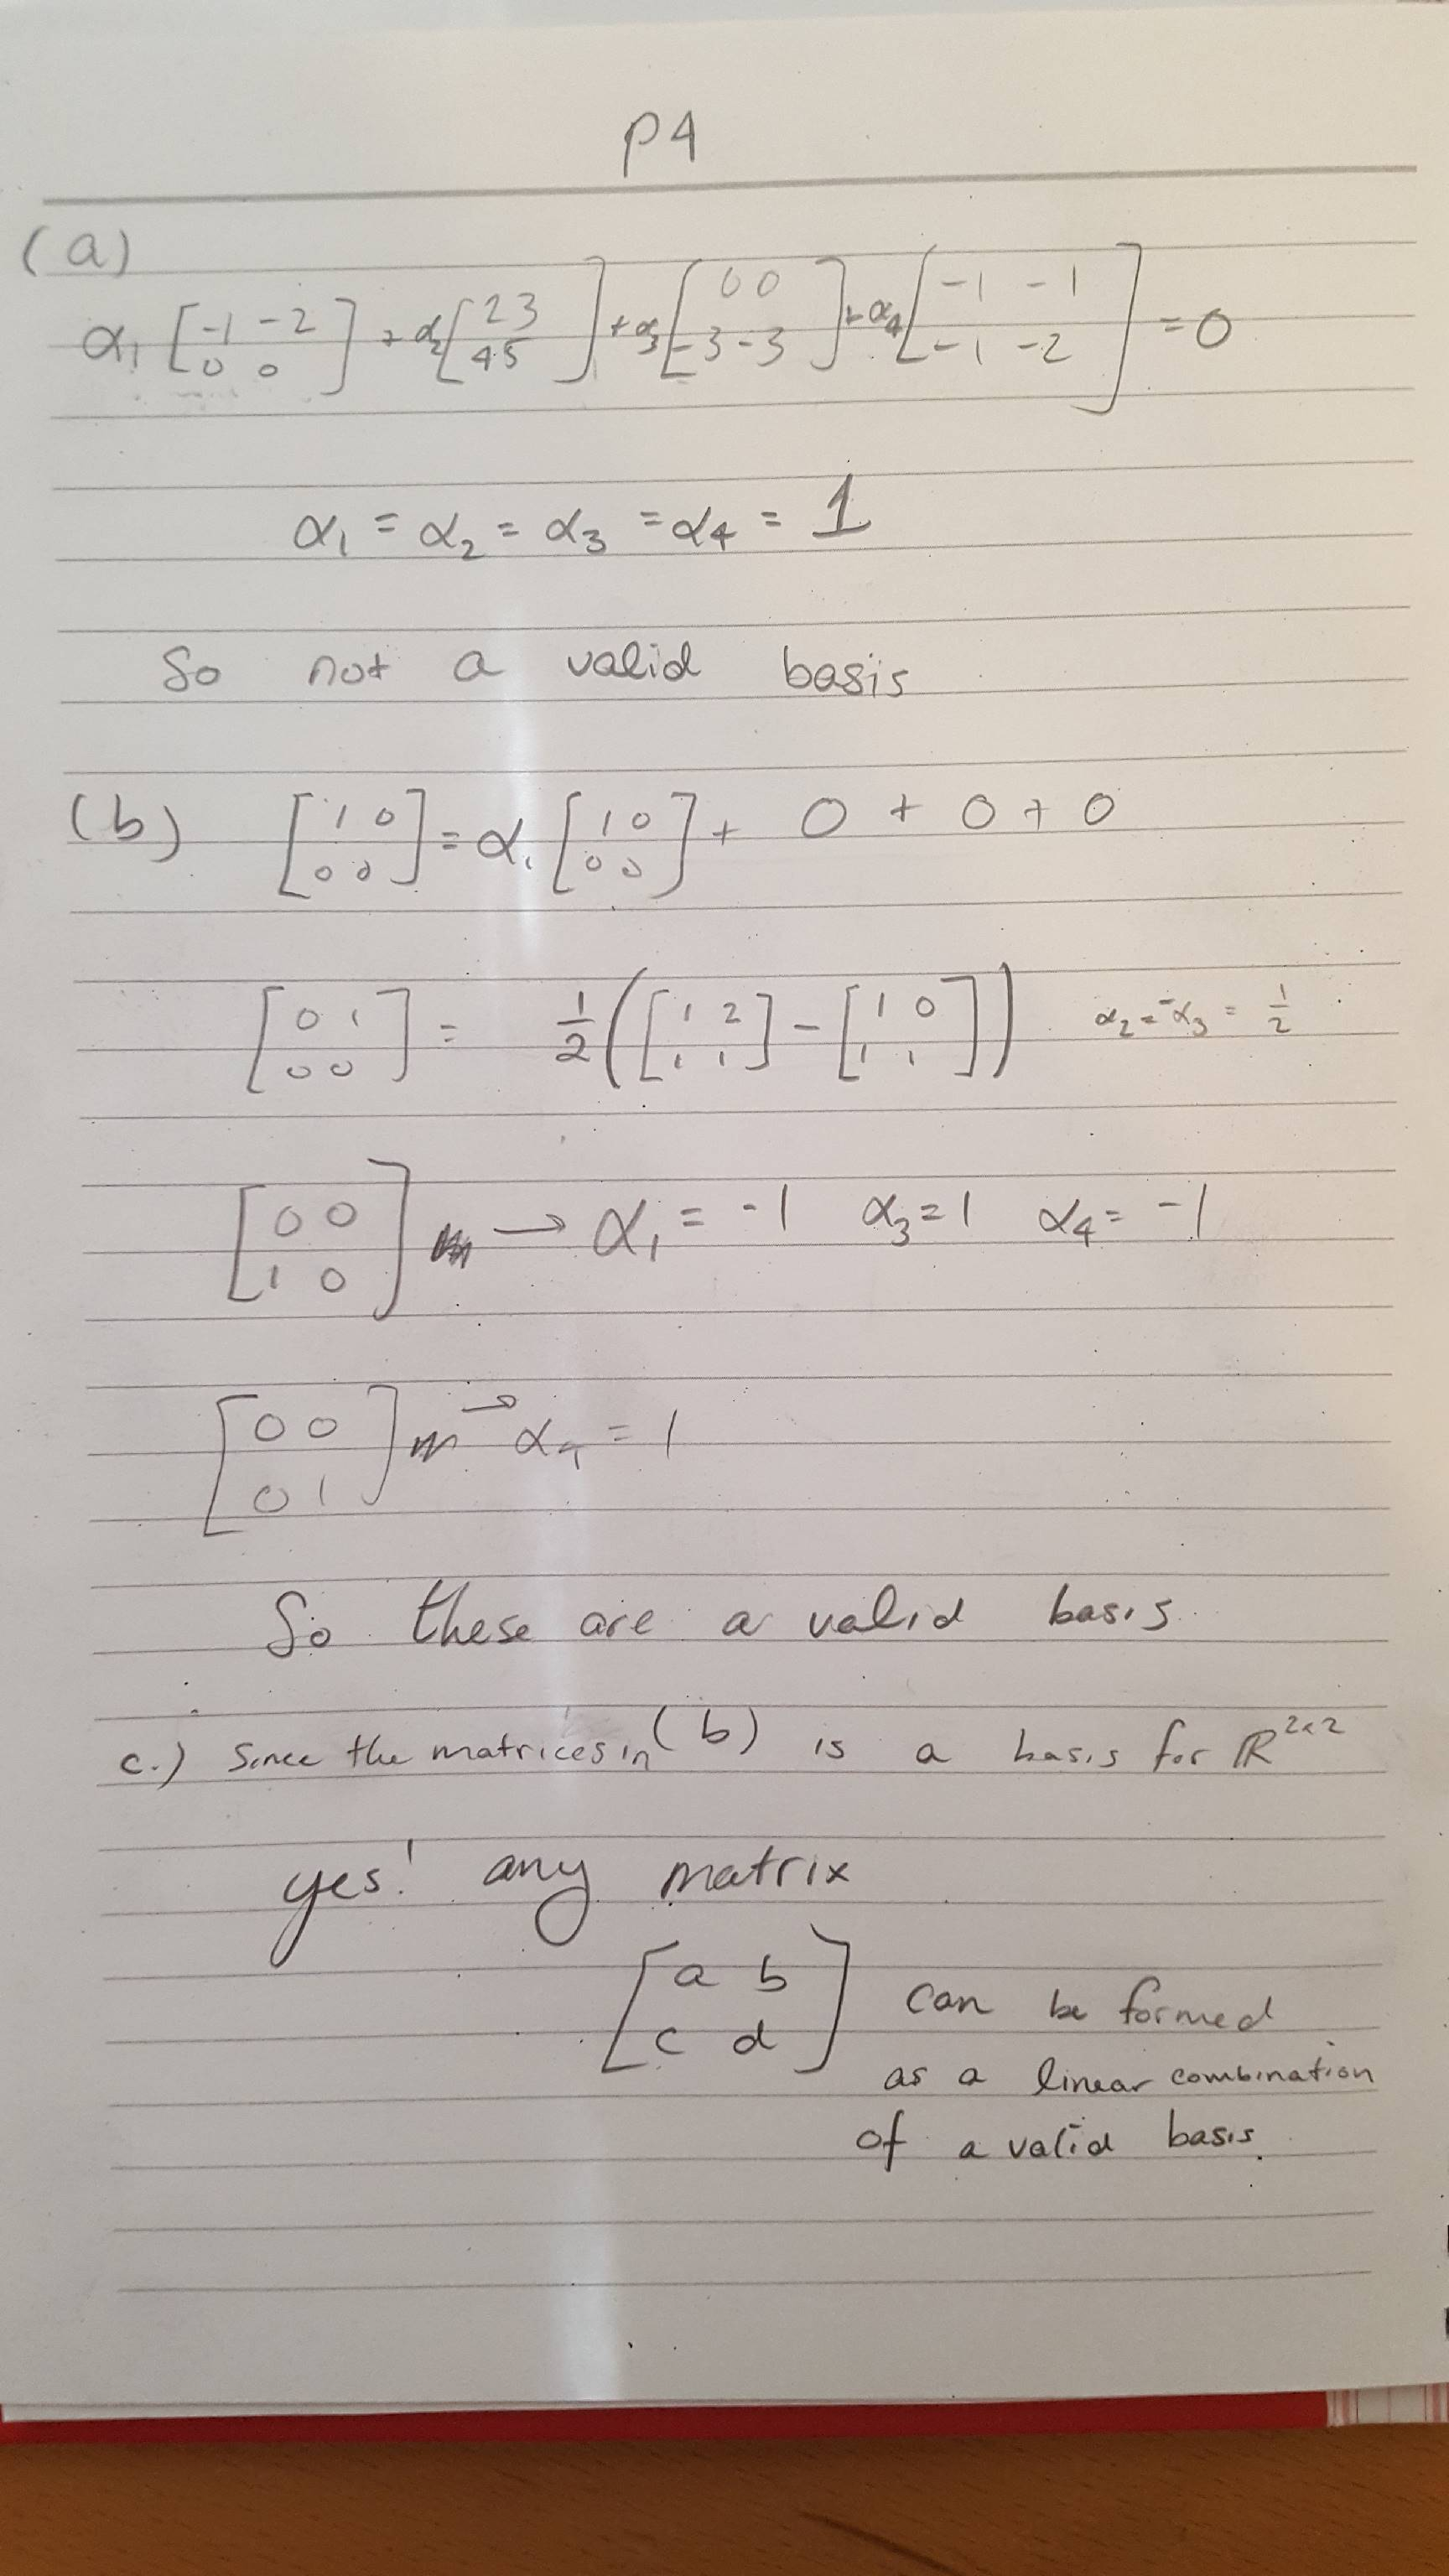 P4
(a)
α₁ [-1 -2; 0 0] + α₂ [2 3; 4 5] + α₃ [0 0; -3 -3] + α₄ [-1 -1; -1 -2] = 0
α₁ = α₂ = α₃ = α₄ = 1
So not a valid basis
(b) [1 0; 0 0] = α₁ [1 0; 0 0] + 0 + 0 + 0
[0 1; 0 0] = 1/2 ([1 2; 1 1] - [1 0; 1 1]) α₂ = -α₃ = 1/2
[0 0; 1 0] → α₁ = -1 α₃ = 1 α₄ = -1
[0 0; 0 1] → α₄ = 1
So these are a valid basis
c.) Since the matrices in (b) is a basis for ℝ²ˣ²
yes! any matrix
[a b; c d] can be formed
as a linear combination
of a valid basis.